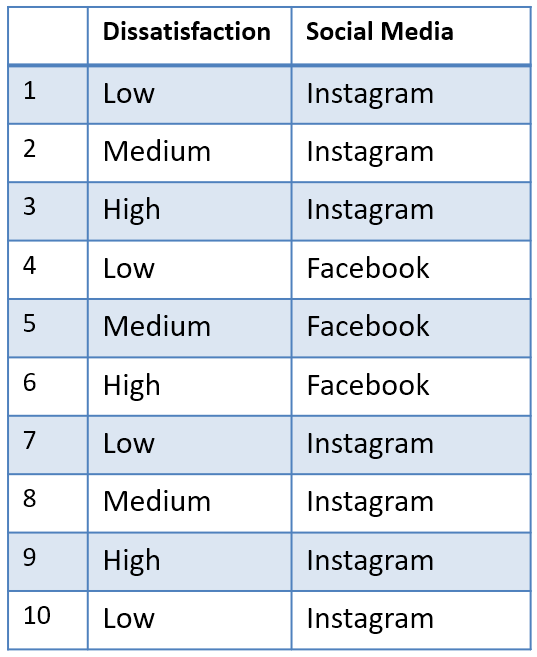 Dissatisfaction Social Media
1 Low Instagram
2 Medium Instagram
3 High Instagram
4 Low Facebook
5 Medium Facebook
6 High Facebook
7 Low Instagram
8 Medium Instagram
9 High Instagram
10 Low Instagram